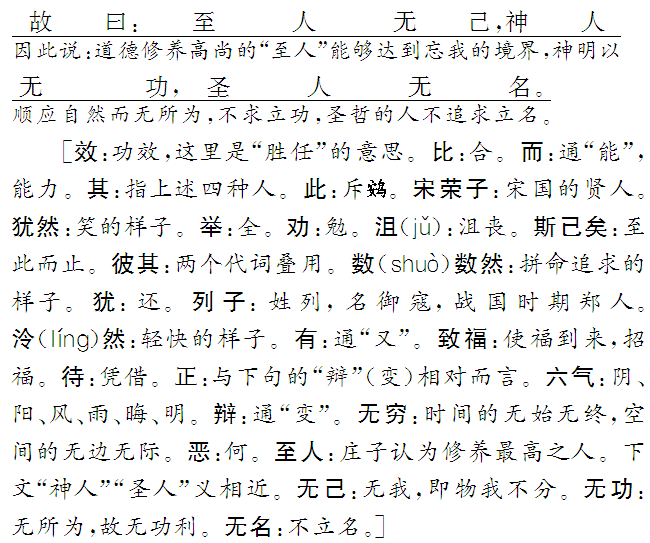 故曰：至人无己，神人
因此说：道德修养高尚的“至人”能够达到忘我的境界，神明以
无功，圣人无名。
顺应自然而无所为，不求立功，圣哲的人不追求立名。
［效：功效，这里是“胜任”的意思。比：合。而：通“能”，
能力。其：指上述四种人。此：斥鴳。宋荣子：宋国的贤人。
犹然：笑的样子。举：全。劝：勉。沮(jǔ)：沮丧。斯已矣：至
此而止。彼其：两个代词叠用。数(shuò)数然：拼命追求的
样子。犹：还。列子：姓列，名御寇，战国时期郑人。
泠(líng)然：轻快的样子。有：通“又”。致福：使福到来，招
福。待：凭借。正：与下句的“辩”(变)相对而言。六气：阴、
阳、风、雨、晦、明。辩：通“变”。无穷：时间的无始无终，空
间的无边无际。恶：何。至人：庄子认为修养最高之人。下
文“神人”“圣人”义相近。无己：无我，即物我不分。无功：
无所为，故无功利。无名：不立名。］